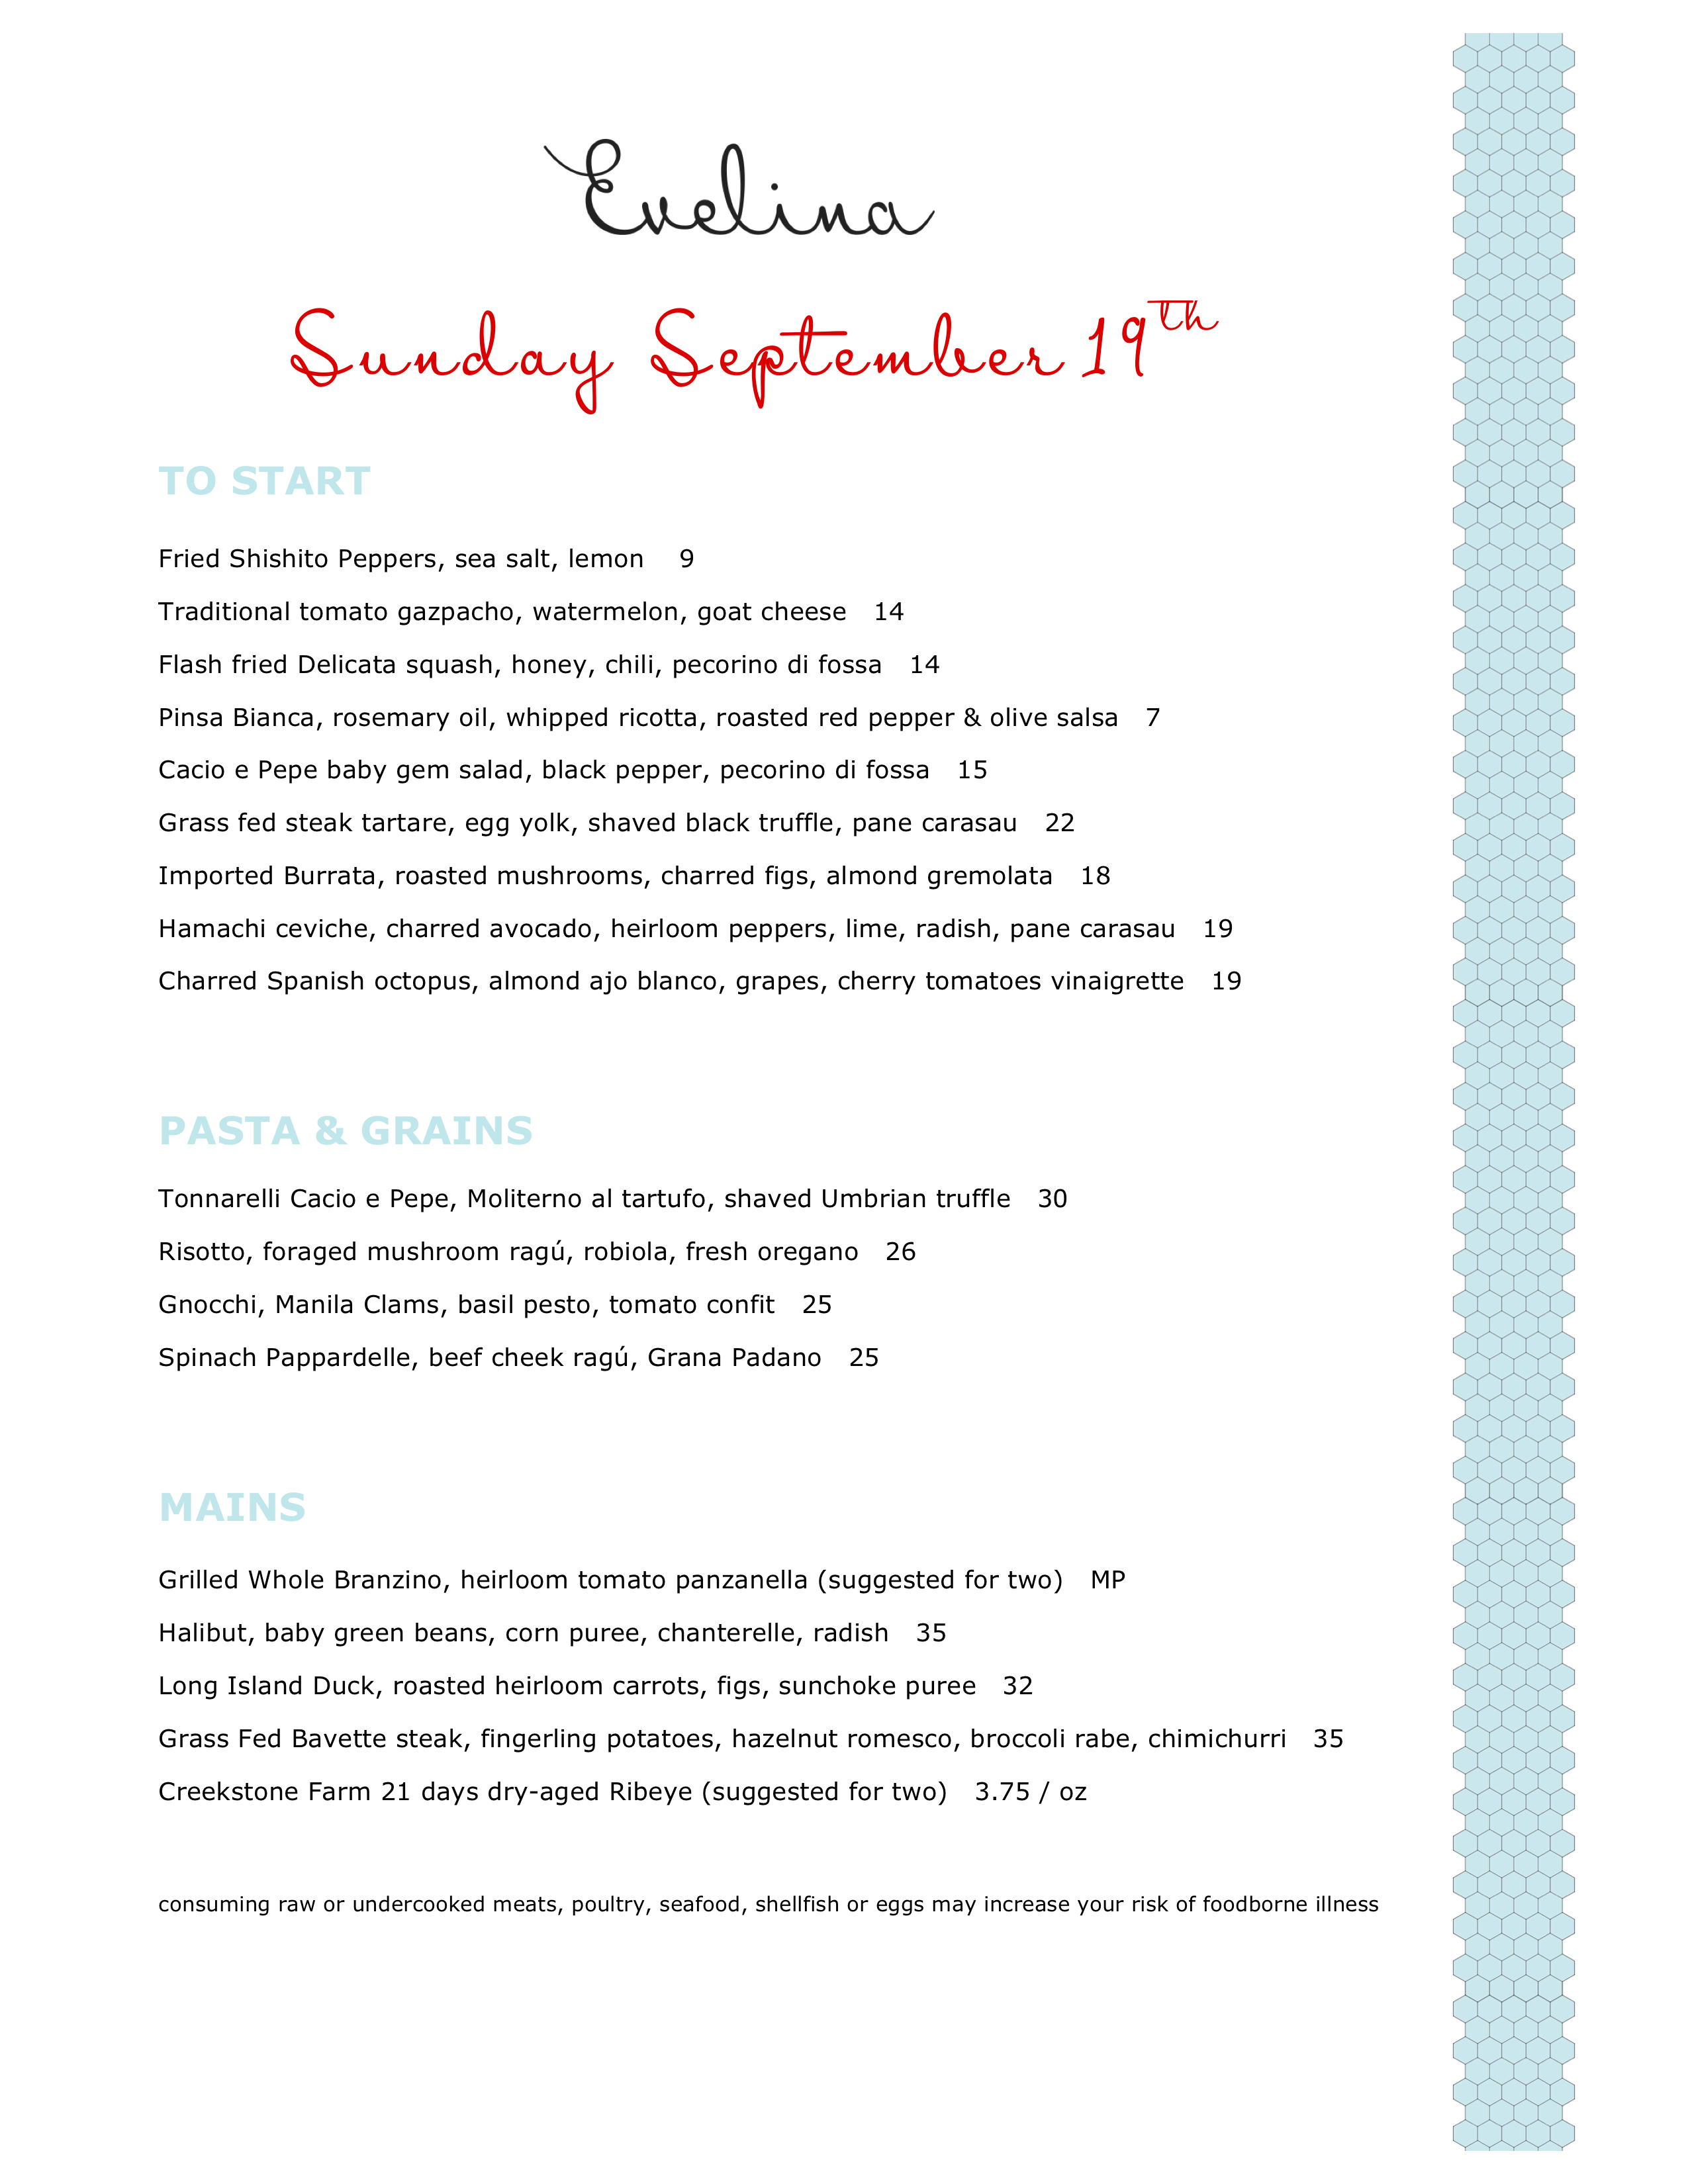 Evelina
Sunday September 19th
TO START
Fried Shishito Peppers, sea salt, lemon 9
Traditional tomato gazpacho, watermelon, goat cheese 14
Flash fried Delicata squash, honey, chili, pecorino di fossa 14
Pinsa Bianca, rosemary oil, whipped ricotta, roasted red pepper & olive salsa 7
Cacio e Pepe baby gem salad, black pepper, pecorino di fossa 15
Grass fed steak tartare, egg yolk, shaved black truffle, pane carasau 22
Imported Burrata, roasted mushrooms, charred figs, almond gremolata 18
Hamachi ceviche, charred avocado, heirloom peppers, lime, radish, pane carasau 19
Charred Spanish octopus, almond ajo blanco, grapes, cherry tomatoes vinaigrette 19
PASTA & GRAINS
Tonnarelli Cacio e Pepe, Moliterno al tartufo, shaved Umbrian truffle 30
Risotto, foraged mushroom ragú, robiola, fresh oregano 26
Gnocchi, Manila Clams, basil pesto, tomato confit 25
Spinach Pappardelle, beef cheek ragú, Grana Padano 25
MAINS
Grilled Whole Branzino, heirloom tomato panzanella (suggested for two) MP
Halibut, baby green beans, corn puree, chanterelle, radish 35
Long Island Duck, roasted heirloom carrots, figs, sunchoke puree 32
Grass Fed Bavette steak, fingerling potatoes, hazelnut romesco, broccoli rabe, chimichurri 35
Creekstone Farm 21 days dry-aged Ribeye (suggested for two) 3.75 / oz
consuming raw or undercooked meats, poultry, seafood, shellfish or eggs may increase your risk of foodborne illness